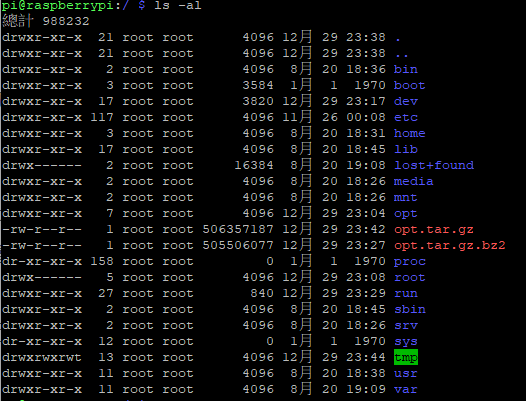 pi@raspberrypi:/ $ ls -al
總計 988232
drwxr-xr-x 21 root root 4096 12月 29 23:38 .
drwxr-xr-x 21 root root 4096 12月 29 23:38 ..
drwxr-xr-x 2 root root 4096 8月 20 18:36 bin
drwxr-xr-x 3 root root 3584 1月 1 1970 boot
drwxr-xr-x 17 root root 3820 12月 29 23:17 dev
drwxr-xr-x 117 root root 4096 11月 26 00:08 etc
drwxr-xr-x 3 root root 4096 8月 20 18:31 home
drwxr-xr-x 17 root root 4096 8月 20 18:45 lib
drwx------ 2 root root 16384 8月 20 19:08 lost+found
drwxr-xr-x 2 root root 4096 8月 20 18:26 media
drwxr-xr-x 2 root root 4096 8月 20 18:26 mnt
drwxr-xr-x 7 root root 4096 12月 29 23:04 opt
-rw-r--r-- 1 root root 506357187 12月 29 23:42 opt.tar.gz
-rw-r--r-- 1 root root 505506077 12月 29 23:27 opt.tar.gz.bz2
dr-xr-xr-x 158 root root 0 1月 1 1970 proc
drwx------ 5 root root 4096 12月 29 23:08 root
drwxr-xr-x 27 root root 840 12月 29 23:29 run
drwxr-xr-x 2 root root 4096 8月 20 18:45 sbin
drwxr-xr-x 2 root root 4096 8月 20 18:26 srv
dr-xr-xr-x 12 root root 0 1月 1 1970 sys
drwxrwxrwt 13 root root 4096 12月 29 23:44 tmp
drwxr-xr-x 11 root root 4096 8月 20 18:38 usr
drwxr-xr-x 11 root root 4096 8月 20 19:09 var